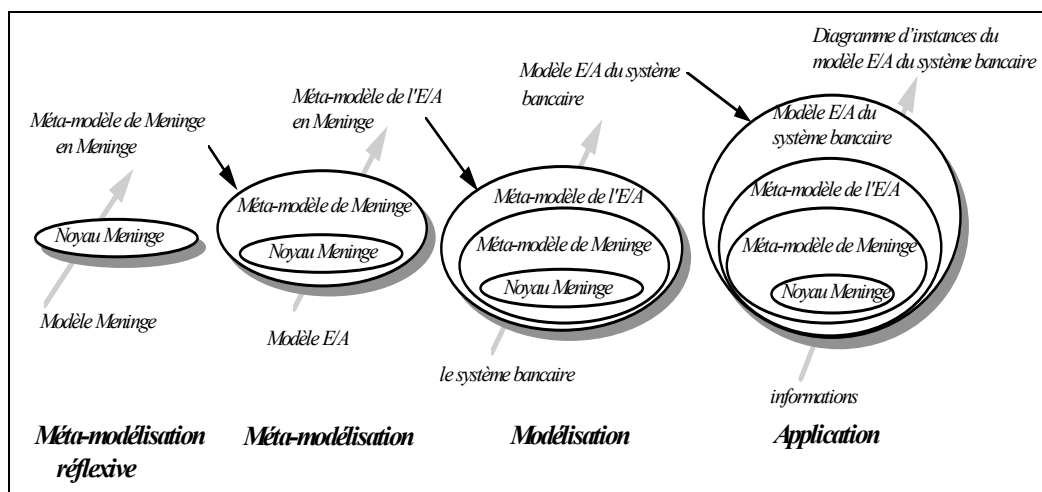 Méta-modèle de Meninge
en Meninge
Noyau Meninge
Modèle Meninge
Méta-modélisation
réflexive
Méta-modèle de l'E/A
en Meninge
Méta-modèle de Meninge
Noyau Meninge
Modèle E/A
Méta-modélisation
Modèle E/A du système
bancaire
Méta-modèle de l'E/A
Méta-modèle de Meninge
Noyau Meninge
le système bancaire
Modélisation
Diagramme d'instances du
modèle E/A du système bancaire
Modèle E/A du
système bancaire
Méta-modèle de l'E/A
Méta-modèle de Meninge
Noyau Meninge
informations
Application